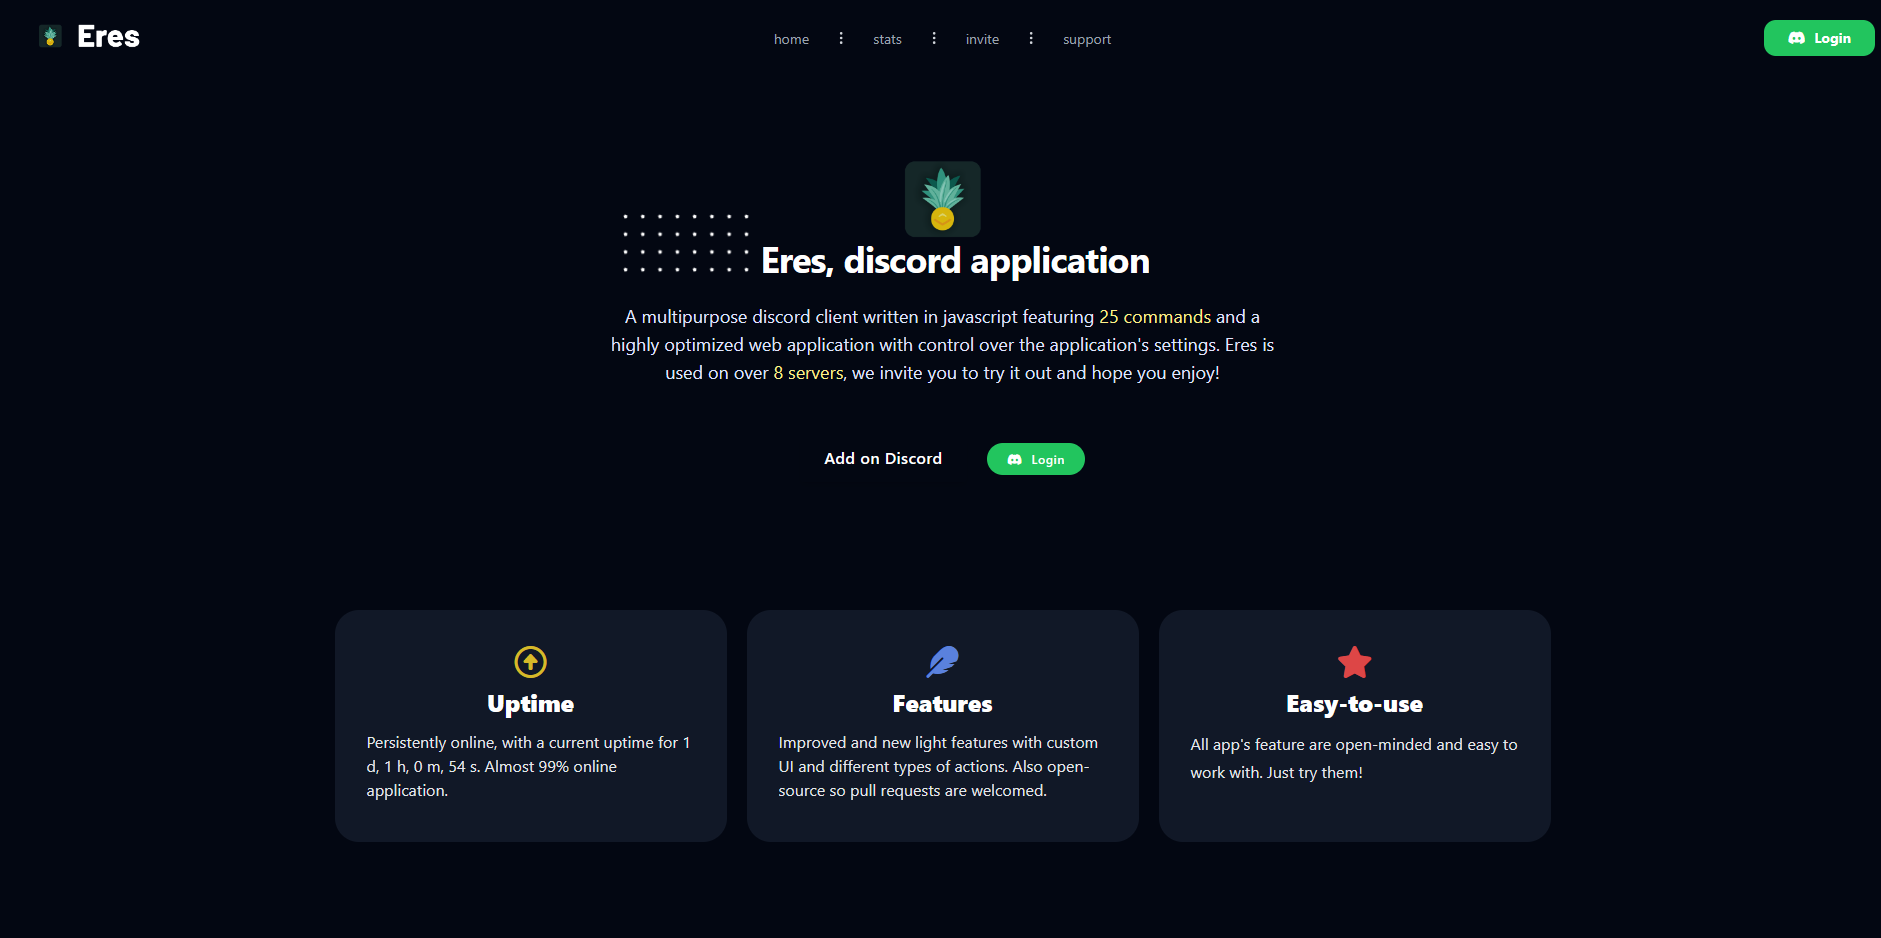 Eres
home
stats
invite
support
Login
Eres, discord application
A multipurpose discord client written in javascript featuring 25 commands and a
highly optimized web application with control over the application's settings. Eres is
used on over 8 servers, we invite you to try it out and hope you enjoy!
Add on Discord
Login
Uptime
Persistently online, with a current uptime for 1
d, 1 h, 0 m, 54 s. Almost 99% online
application.
Features
Improved and new light features with custom
UI and different types of actions. Also open-
source so pull requests are welcomed.
Easy-to-use
All app's feature are open-minded and easy to
work with. Just try them!